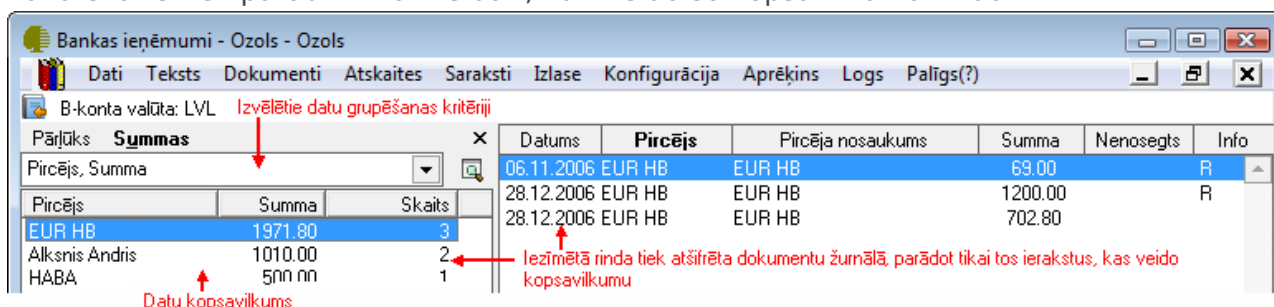 Bankas ieņēmumi - Ozols - Ozols
Dati Teksts Dokumenti Atskaites Saraksti Izlase Konfigurācija Aprēķins Logs Palīgs(?)
B-konta valūta: LVL Izvēlētie datu grupēšanas kritēriji
Pārlūks Summas
Pircējs, Summa
Pircējs Summa Skaits
EUR HB 1971.80 3
Alksnis Andris 1010.00 2
HABA 500.00 1
Datu kopsavilkums
Datums Pircējs Pircēja nosaukums Summa Nenosegts Info
06.11.2006 EUR HB EUR HB 69.00 R
28.12.2006 EUR HB EUR HB 1200.00 R
28.12.2006 EUR HB EUR HB 702.80
Iezīmētā rinda tiek atšifrēta dokumentu žurnālā, parādot tikai tos ierakstus, kas veido
kopsavilkumu